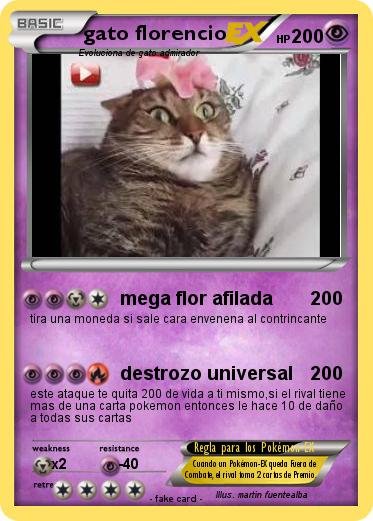 BASIC
gato florencio EX HP 200
Evoluciona de gato admirador
mega flor afilada 200
tira una moneda si sale cara envenena al contrincante
destrozo universal 200
este ataque te quita 200 de vida a ti mismo,si el rival tiene
mas de una carta pokemon entonces le hace 10 de daño
a todas sus cartas
weakness resistance
x2 -40
retre
Regla para los Pokémon-EX
Cuando un Pokémon-EX queda Fuera de
Combate, el rival toma 2 cartas de Premio.
- fake card -
Illus. martin fuentealba